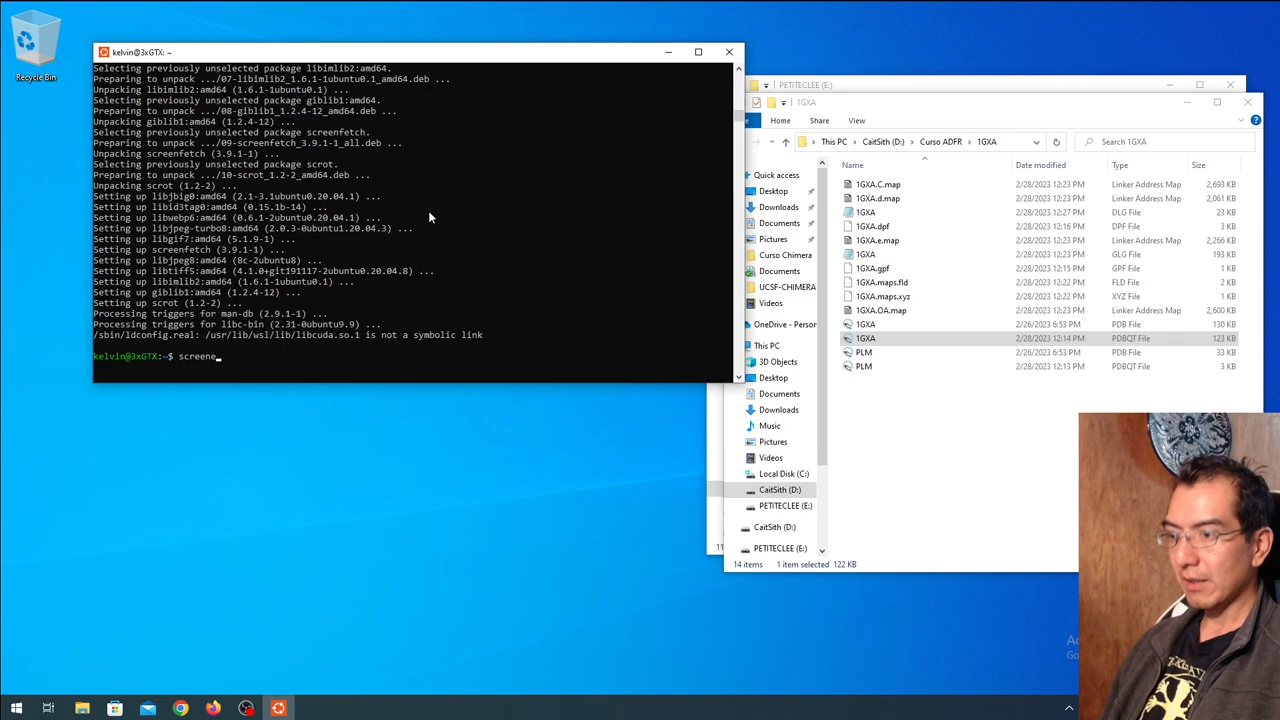 Recycle Bin
kelvin@3xGTX: ~
Selecting previously unselected package libimlib2:amd64.
Preparing to unpack .../07-libimlib2_1.6.1-1ubuntu0.1_amd64.deb ...
Unpacking libimlib2:amd64 (1.6.1-1ubuntu0.1) ...
Selecting previously unselected package giblib1:amd64.
Preparing to unpack .../08-giblib1_1.2.4-12_amd64.deb ...
Unpacking giblib1:amd64 (1.2.4-12) ...
Selecting previously unselected package screenfetch.
Preparing to unpack .../09-screenfetch_3.9.1-1_all.deb ...
Unpacking screenfetch (3.9.1-1) ...
Selecting previously unselected package scrot.
Preparing to unpack .../10-scrot_1.2-2_amd64.deb ...
Unpacking scrot (1.2-2) ...
Setting up libjbig0:amd64 (2.1-3.1ubuntu0.20.04.1) ...
Setting up libid3tag0:amd64 (0.15.1b-14) ...
Setting up libwebp6:amd64 (0.6.1-2ubuntu0.20.04.1) ...
Setting up libjpeg-turbo8:amd64 (2.0.3-0ubuntu1.20.04.3) ...
Setting up libgif7:amd64 (5.1.9-1) ...
Setting up screenfetch (3.9.1-1) ...
Setting up libjpeg8:amd64 (8c-2ubuntu8) ...
Setting up libtiff5:amd64 (4.1.0+git191117-2ubuntu0.20.04.8) ...
Setting up libimlib2:amd64 (1.6.1-1ubuntu0.1) ...
Setting up giblib1:amd64 (1.2.4-12) ...
Setting up scrot (1.2-2) ...
Processing triggers for man-db (2.9.1-1) ...
Processing triggers for libc-bin (2.31-0ubuntu9.9) ...
/sbin/ldconfig.real: /usr/lib/wsl/lib/libcuda.so.1 is not a symbolic link
kelvin@3xGTX:~$ screene_
PETITECLEE (E:)
1GXA
Home Share View
This PC > CaitSith (D:) > Curso ADFR > 1GXA
Search 1GXA
Name Date modified Type Size
1GXA.C.map 2/28/2023 12:23 PM Linker Address Map 2,693 KB
1GXA.d.map 2/28/2023 12:23 PM Linker Address Map 2,061 KB
1GXA 2/28/2023 12:27 PM DLG File 23 KB
1GXA.dpf 2/28/2023 12:26 PM DPF File 3 KB
1GXA.e.map 2/28/2023 12:23 PM Linker Address Map 2,266 KB
1GXA 2/28/2023 12:23 PM GLG File 193 KB
1GXA.gpf 2/28/2023 12:15 PM GPF File 1 KB
1GXA.maps.fld 2/28/2023 12:22 PM FLD File 2 KB
1GXA.maps.xyz 2/28/2023 12:22 PM XYZ File 2 KB
1GXA.OA.map 2/28/2023 12:23 PM Linker Address Map 2,600 KB
1GXA 2/26/2023 6:53 PM PDB File 130 KB
1GXA 2/28/2023 12:14 PM PDBQT File 123 KB
PLM 2/26/2023 6:53 PM PDB File 33 KB
PLM 2/28/2023 12:13 PM PDBQT File 3 KB
Quick access
Desktop
Downloads
Documents
Pictures
Curso Chimera
Documents
UCSF-CHIMERA
Videos
OneDrive - Person
This PC
3D Objects
Desktop
Documents
Downloads
Music
Pictures
Videos
Local Disk (C:)
CaitSith (D:)
PETITECLEE (E:)
CaitSith (D:)
PETITECLEE (E:)
11
14 items 1 item selected 122 KB